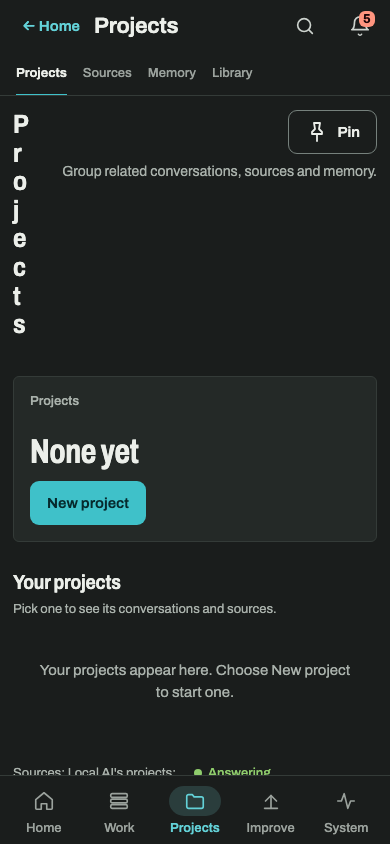 ← Home Projects 5
Projects Sources Memory Library
Projects
Pin
Group related conversations, sources and memory.
Projects
None yet
New project
Your projects
Pick one to see its conversations and sources.
Your projects appear here. Choose New project
to start one.
Sources: Local AI's projects: Answering
Home Work Projects Improve System